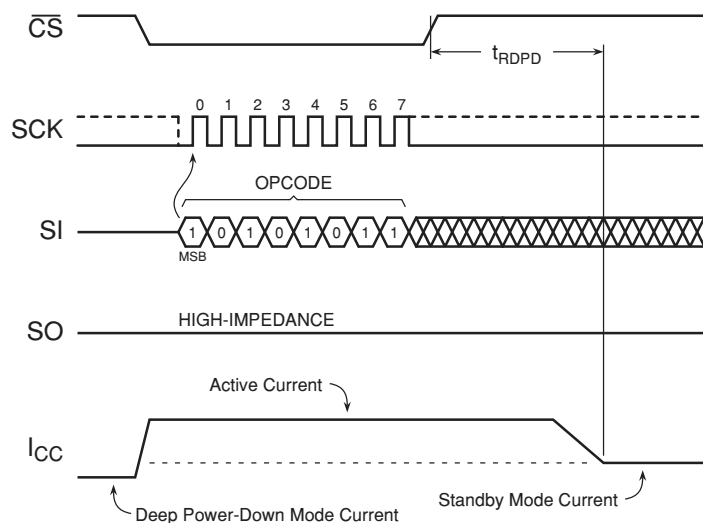 CS
tRDPD
SCK
0 1 2 3 4 5 6 7
OPCODE
SI
1 0 1 0 1 0 1 1
MSB
SO
HIGH-IMPEDANCE
Active Current
ICC
Standby Mode Current
Deep Power-Down Mode Current